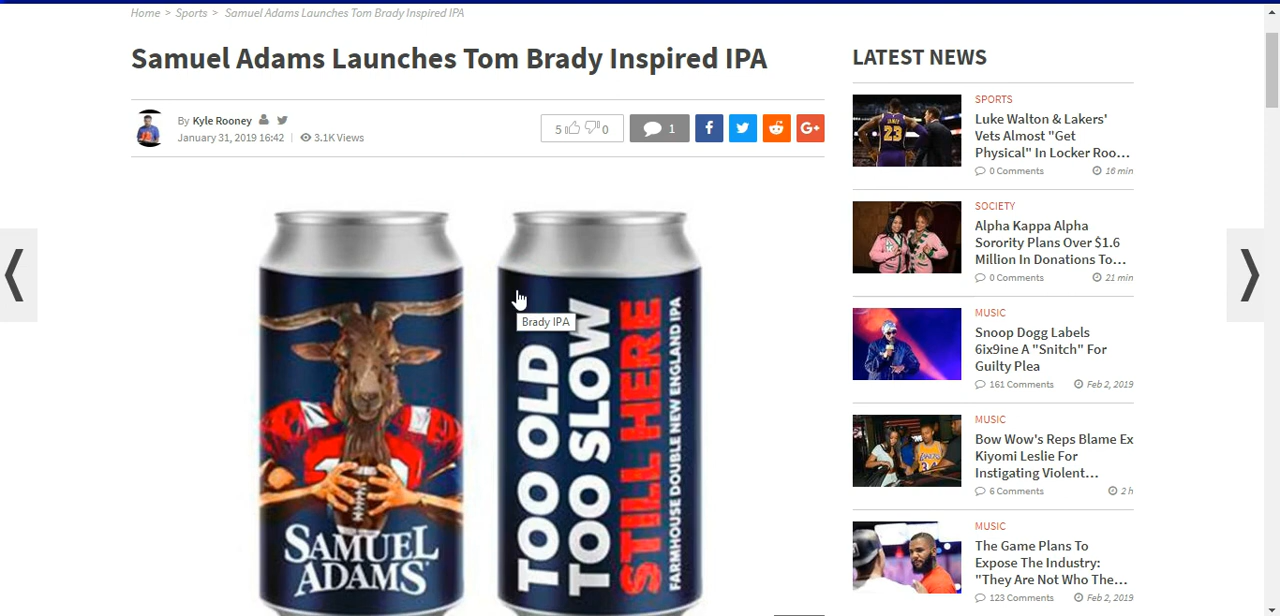 Home > Sports > Samuel Adams Launches Tom Brady Inspired IPA
Samuel Adams Launches Tom Brady Inspired IPA
By Kyle Rooney
January 31, 2019 16:42 | 3.1K Views
5 0
1
G+
Brady IPA
SAMUEL
ADAMS
TOO OLD
TOO SLOW
STILL HERE
FARMHOUSE DOUBLE NEW ENGLAND IPA
LATEST NEWS
SPORTS
Luke Walton & Lakers'
Vets Almost "Get
Physical" In Locker Roo...
0 Comments 16 min
SOCIETY
Alpha Kappa Alpha
Sorority Plans Over $1.6
Million In Donations To...
0 Comments 21 min
MUSIC
Snoop Dogg Labels
6ix9ine A "Snitch" For
Guilty Plea
161 Comments Feb 2, 2019
MUSIC
Bow Wow's Reps Blame Ex
Kiyomi Leslie For
Instigating Violent...
6 Comments 2 h
MUSIC
The Game Plans To
Expose The Industry:
"They Are Not Who The...
123 Comments Feb 2, 2019